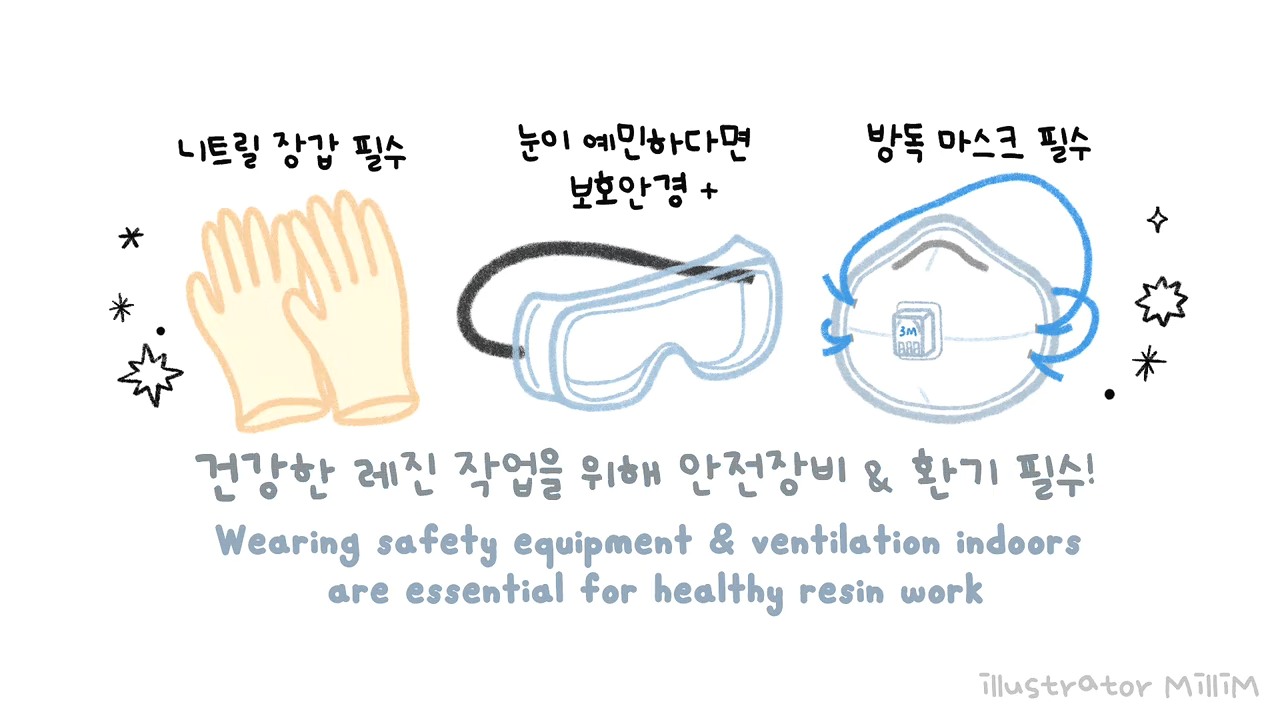 니트릴 장갑 필수
눈이 예민하다면
보호안경 +
방독 마스크 필수
3M
건강한 레진 작업을 위해 안전장비 & 환기 필수!
Wearing safety equipment & ventilation indoors
are essential for healthy resin work
illustrator MilliM